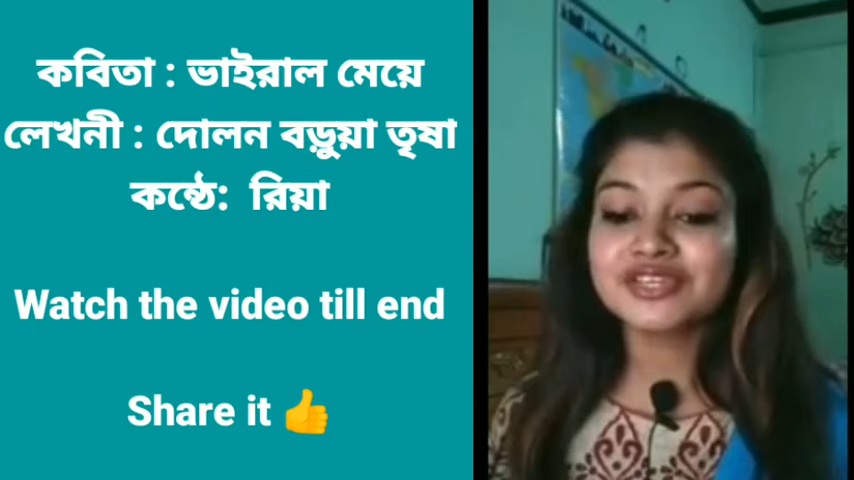 কবিতা : ভাইরাল মেয়ে
লেখনী : দোলন বড়ুয়া তৃষা
কন্ঠে: রিয়া
Watch the video till end
Share it 👍